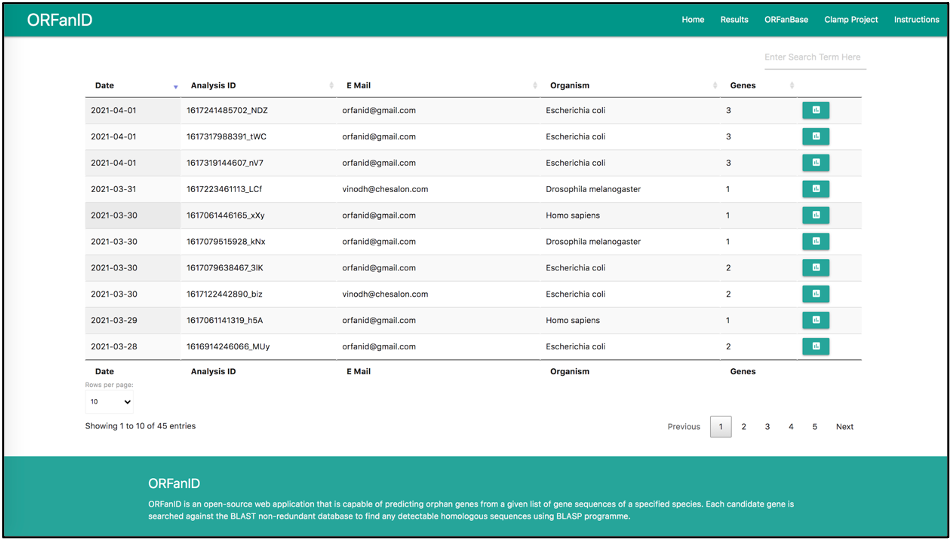 ORFanID
Home Results ORFanBase Clamp Project Instructions
Enter Search Term Here
Date Analysis ID E Mail Organism Genes
2021-04-01 1617241485702_NDZ orfanid@gmail.com Escherichia coli 3
2021-04-01 1617317988391_tWC orfanid@gmail.com Escherichia coli 3
2021-04-01 1617319144607_nV7 orfanid@gmail.com Escherichia coli 3
2021-03-31 1617223461113_LCf vinodh@chesalon.com Drosophila melanogaster 1
2021-03-30 1617061446165_xXy orfanid@gmail.com Homo sapiens 1
2021-03-30 1617079515928_kNx orfanid@gmail.com Drosophila melanogaster 1
2021-03-30 1617079638467_3lK orfanid@gmail.com Escherichia coli 2
2021-03-30 1617122442890_biz vinodh@chesalon.com Escherichia coli 2
2021-03-29 1617061141319_h5A orfanid@gmail.com Homo sapiens 1
2021-03-28 1616914246066_MUy orfanid@gmail.com Escherichia coli 2
Date Analysis ID E Mail Organism Genes
Rows per page:
10
Showing 1 to 10 of 45 entries
Previous 1 2 3 4 5 Next
ORFanID
ORFanID is an open-source web application that is capable of predicting orphan genes from a given list of gene sequences of a specified species. Each candidate gene is
searched against the BLAST non-redundant database to find any detectable homologous sequences using BLASP programme.